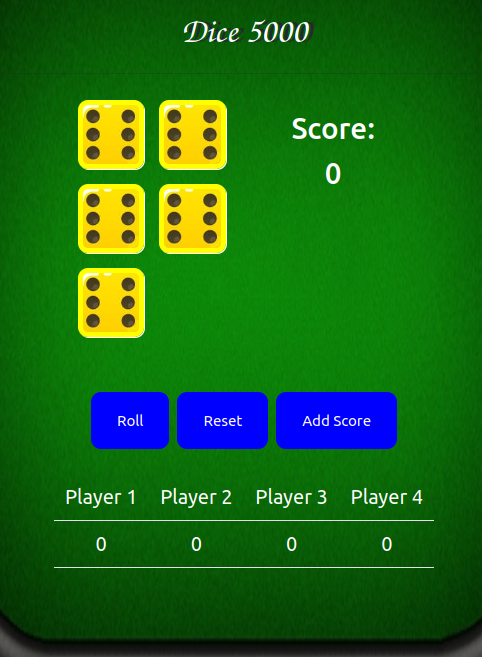 Dice 5000
Score:
0
Roll Reset Add Score
Player 1 Player 2 Player 3 Player 4
0 0 0 0